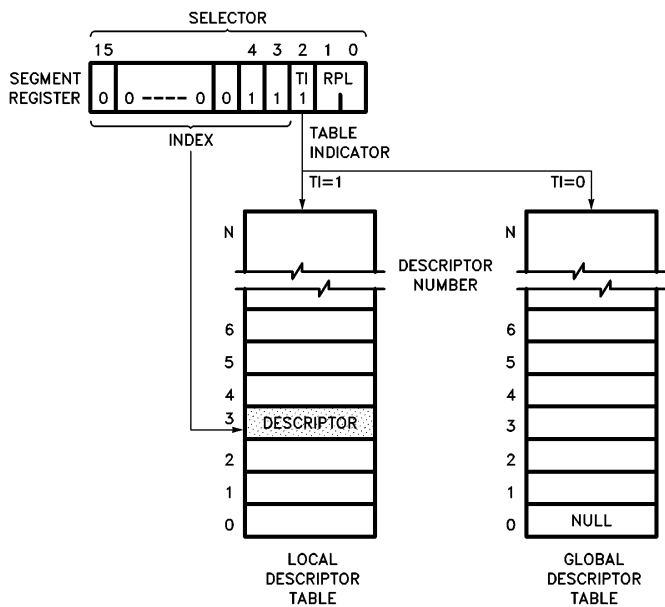 SELECTOR
15 4 3 2 1 0
SEGMENT REGISTER
TI RPL
0 0 ---- 0 0 1 1 1
INDEX
TABLE INDICATOR
TI=1
TI=0
N
N
DESCRIPTOR NUMBER
6
6
5
5
4
4
3 DESCRIPTOR
3
2
2
1
1
0
0 NULL
LOCAL DESCRIPTOR TABLE
GLOBAL DESCRIPTOR TABLE